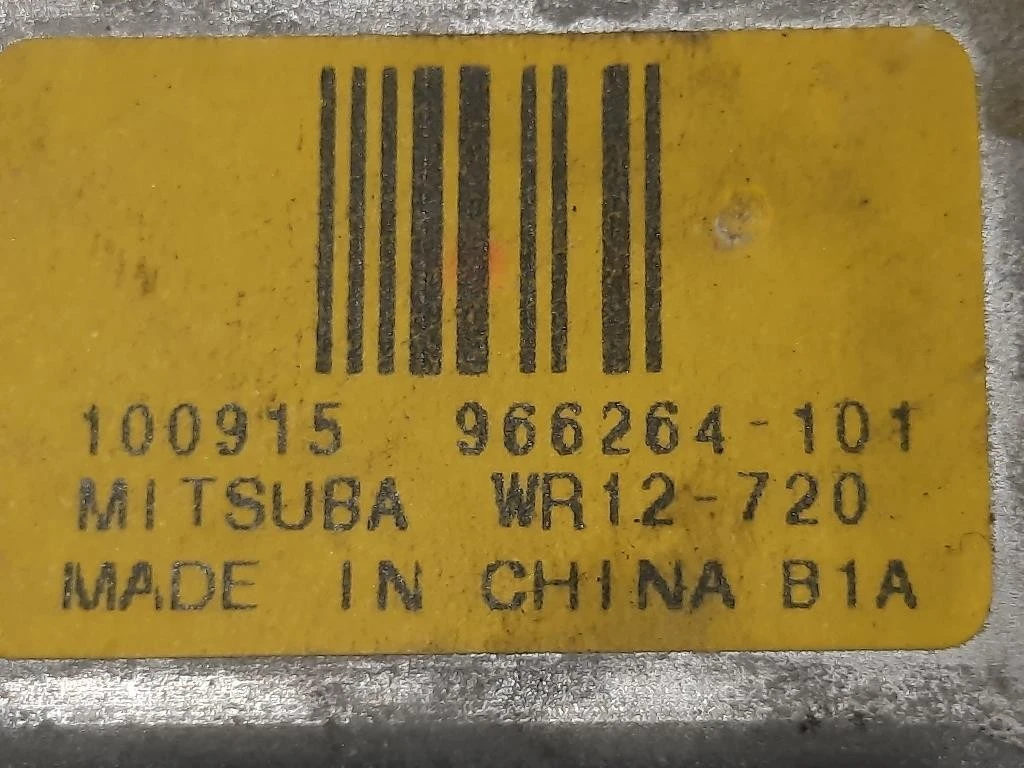 100915 966264-101
MITSUBA WR12-720
MADE IN CHINA B1A